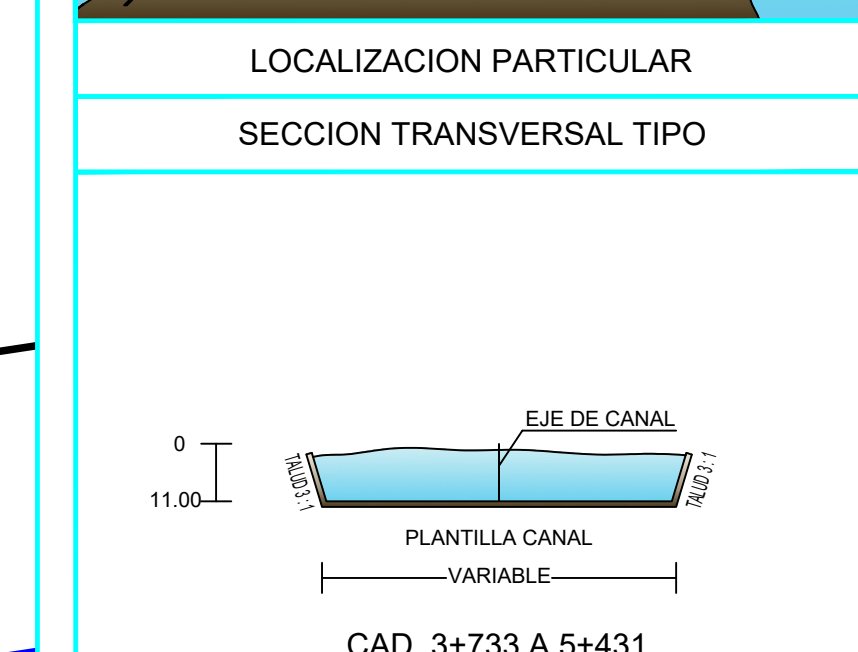 LOCALIZACION PARTICULAR
SECCION TRANSVERSAL TIPO
EJE DE CANAL
0
TALUD 3 : 1
TALUD 3 : 1
11.00
PLANTILLA CANAL
VARIABLE
CAD. 3+733 A 5+431